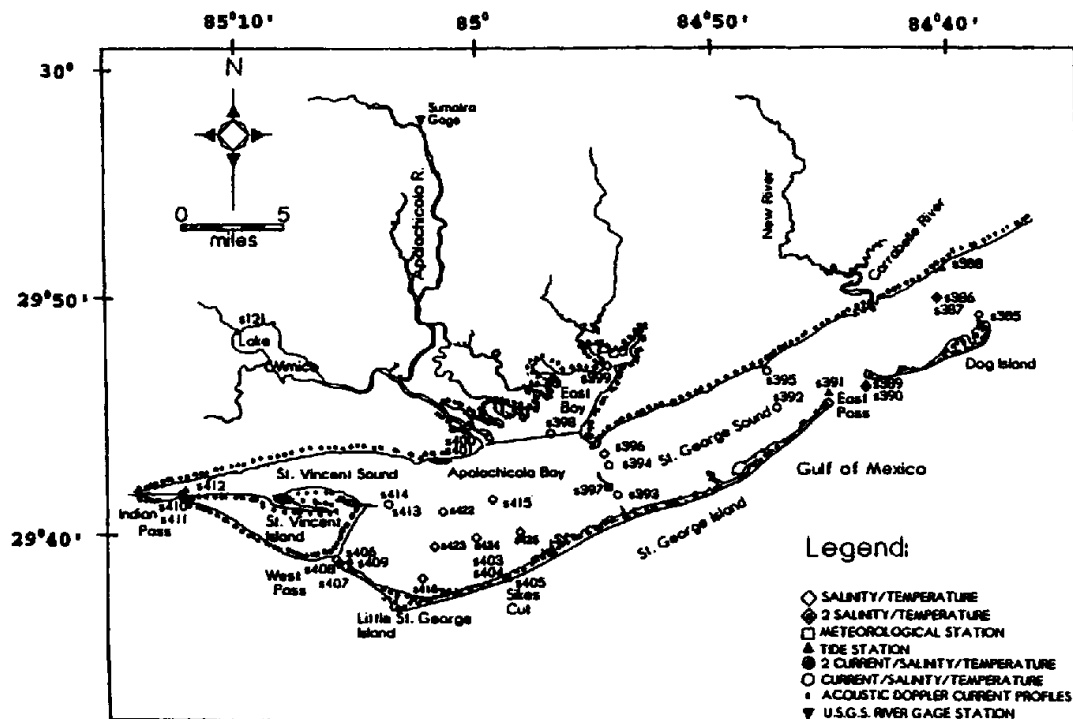 85°10' 85° 84°50' 84°40'
30°
N
Sumatra
Gage
0 5
miles
Apalachicola R.
New River
Carrabelle River
s388
29°50'
s386
s387
s385
s121
Lake
Wimico
Dog Island
s399
East
Bay
s395
s391
s389
s390
s392
East
Pass
s398
s400
s401
s396
s394
St. George Sound
Apalachicola Bay
Gulf of Mexico
St. Vincent Sound
s412
s397
s393
s414
s413
s415
s422
s410
s411
Indian
Pass
St. Vincent
Island
St. George Island
29°40'
s423
s424
s403
s404
s405
s406
s408
s409
s407
West
Pass
Sikes
Cut
Little St. George
Island
Legend:
SALINITY/TEMPERATURE
2 SALINITY/TEMPERATURE
METEOROLOGICAL STATION
TIDE STATION
2 CURRENT/SALINITY/TEMPERATURE
CURRENT/SALINITY/TEMPERATURE
ACOUSTIC DOPPLER CURRENT PROFILES
U.S.G.S. RIVER GAGE STATION